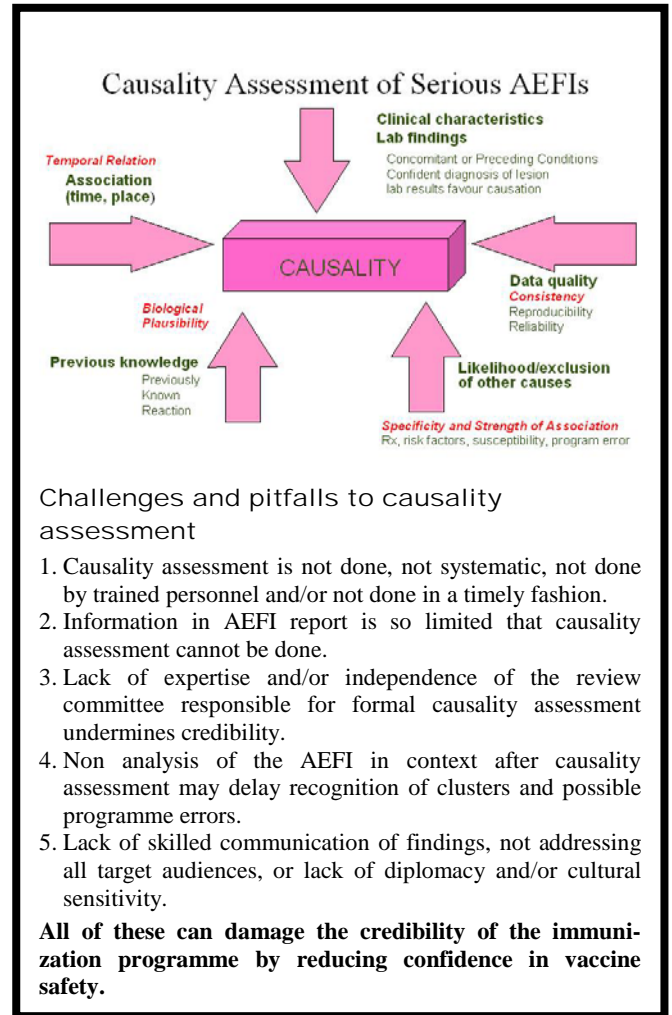 Causality Assessment of Serious AEFIs
Clinical characteristics
Lab findings
Concomitant or Preceding Conditions
Confident diagnosis of lesion
lab results favour causation
Temporal Relation
Association
(time, place)
CAUSALITY
Data quality
Consistency
Reproducibility
Reliability
Biological
Plausibility
Previous knowledge
Previously
Known
Reaction
Likelihood/exclusion
of other causes
Specificity and Strength of Association
Rx, risk factors, susceptibility, program error
Challenges and pitfalls to causality
assessment
1. Causality assessment is not done, not systematic, not done
by trained personnel and/or not done in a timely fashion.
2. Information in AEFI report is so limited that causality
assessment cannot be done.
3. Lack of expertise and/or independence of the review
committee responsible for formal causality assessment
undermines credibility.
4. Non analysis of the AEFI in context after causality
assessment may delay recognition of clusters and possible
programme errors.
5. Lack of skilled communication of findings, not addressing
all target audiences, or lack of diplomacy and/or cultural
sensitivity.
All of these can damage the credibility of the immuni-
zation programme by reducing confidence in vaccine
safety.